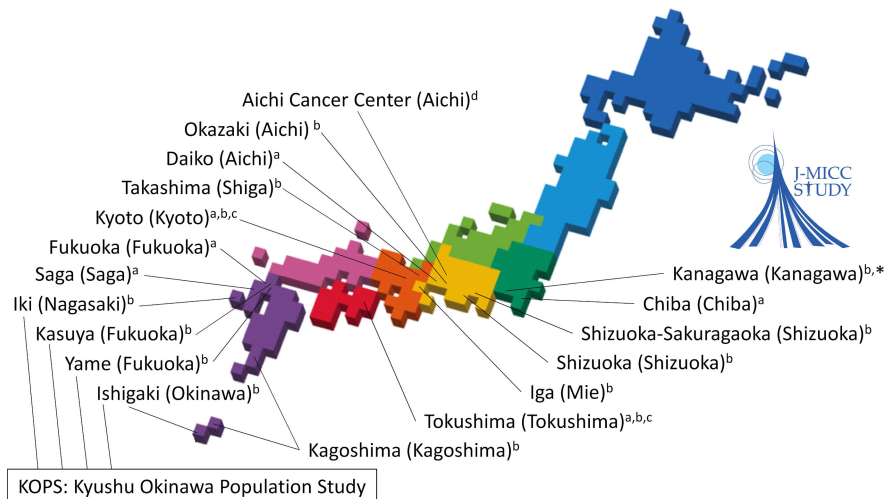 Aichi Cancer Center (Aichi)ᵈ
Okazaki (Aichi) ᵇ
Daiko (Aichi)ᵃ
Takashima (Shiga)ᵇ
Kyoto (Kyoto)ᵃ,ᵇ,ᶜ
Fukuoka (Fukuoka)ᵃ
Saga (Saga)ᵃ
Iki (Nagasaki)ᵇ
Kasuya (Fukuoka)ᵇ
Yame (Fukuoka)ᵇ
Ishigaki (Okinawa)ᵇ
J-MICC
STUDY
Kanagawa (Kanagawa)ᵇ,*
Chiba (Chiba)ᵃ
Shizuoka-Sakuragaoka (Shizuoka)ᵇ
Shizuoka (Shizuoka)ᵇ
Iga (Mie)ᵇ
Tokushima (Tokushima)ᵃ,ᵇ,ᶜ
Kagoshima (Kagoshima)ᵇ
KOPS: Kyushu Okinawa Population Study